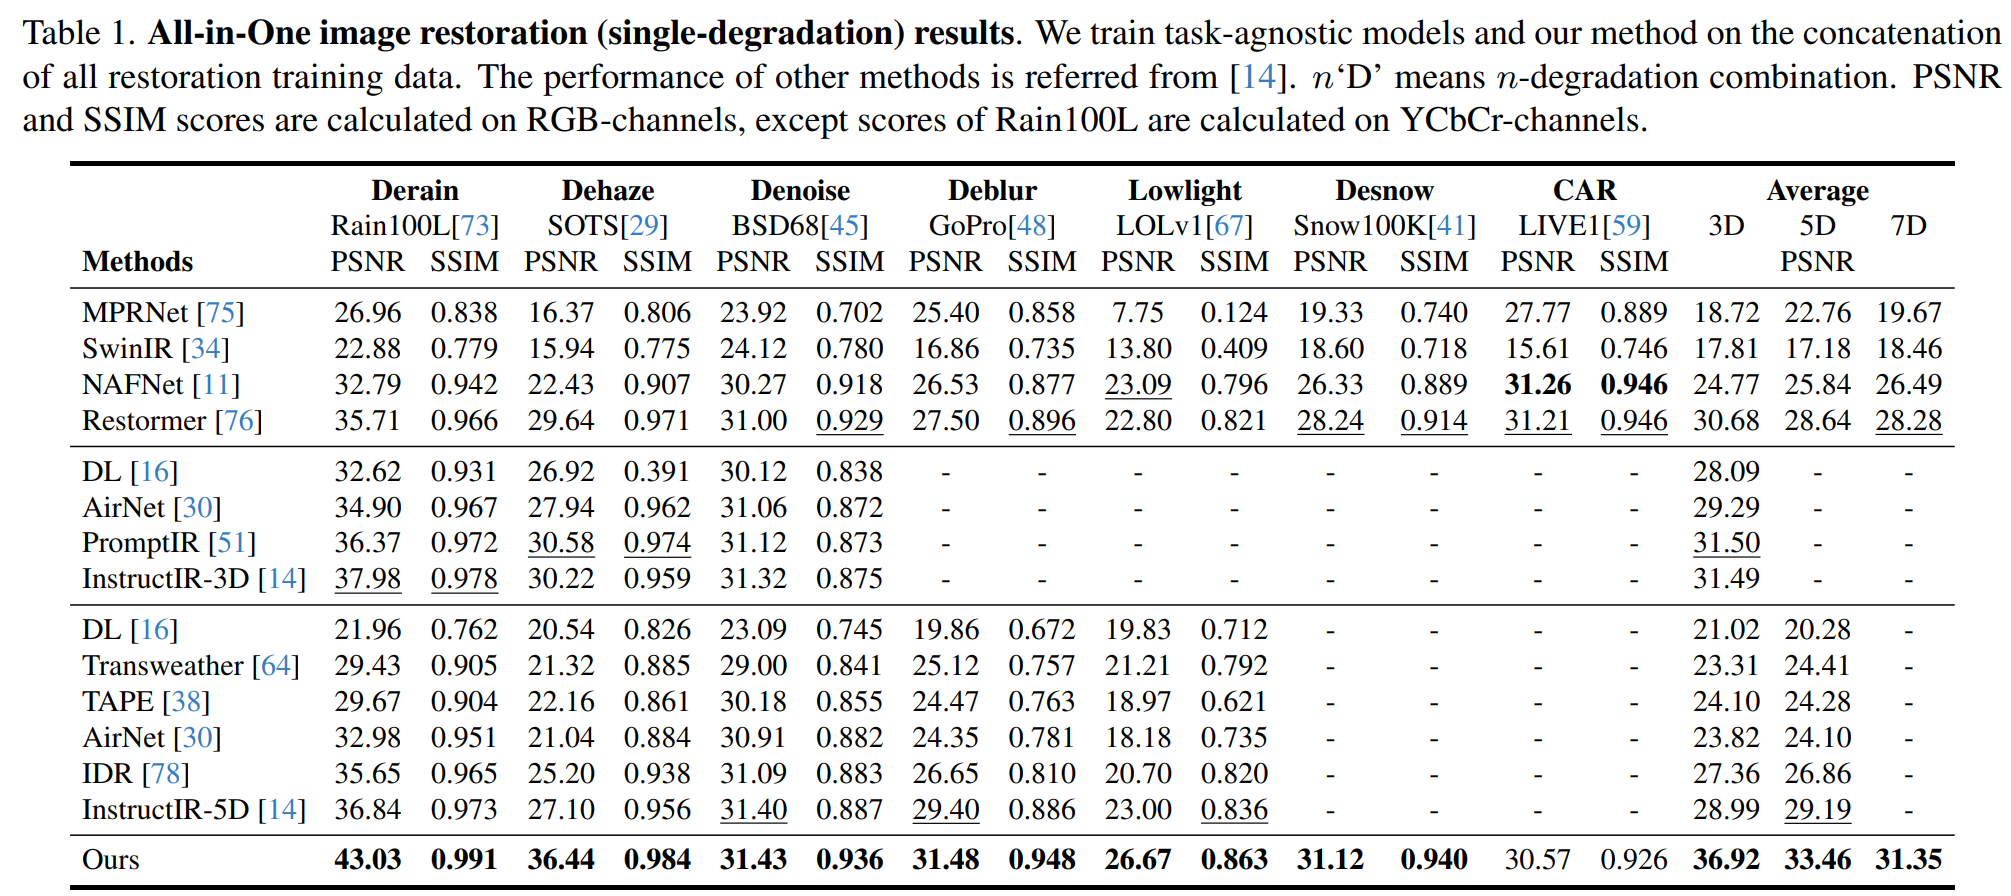 Table 1. All-in-One image restoration (single-degradation) results. We train task-agnostic models and our method on the concatenation
of all restoration training data. The performance of other methods is referred from [14]. n‘D’ means n-degradation combination. PSNR
and SSIM scores are calculated on RGB-channels, except scores of Rain100L are calculated on YCbCr-channels.
Derain Dehaze Denoise Deblur Lowlight Desnow CAR Average
Rain100L[73] SOTS[29] BSD68[45] GoPro[48] LOLv1[67] Snow100K[41] LIVE1[59] 3D 5D 7D
Methods PSNR SSIM PSNR SSIM PSNR SSIM PSNR SSIM PSNR SSIM PSNR SSIM PSNR SSIM PSNR
MPRNet [75] 26.96 0.838 16.37 0.806 23.92 0.702 25.40 0.858 7.75 0.124 19.33 0.740 27.77 0.889 18.72 22.76 19.67
SwinIR [34] 22.88 0.779 15.94 0.775 24.12 0.780 16.86 0.735 13.80 0.409 18.60 0.718 15.61 0.746 17.81 17.18 18.46
NAFNet [11] 32.79 0.942 22.43 0.907 30.27 0.918 26.53 0.877 23.09 0.796 26.33 0.889 31.26 0.946 24.77 25.84 26.49
Restormer [76] 35.71 0.966 29.64 0.971 31.00 0.929 27.50 0.896 22.80 0.821 28.24 0.914 31.21 0.946 30.68 28.64 28.28
DL [16] 32.62 0.931 26.92 0.391 30.12 0.838 - - - - - - - - 28.09 - -
AirNet [30] 34.90 0.967 27.94 0.962 31.06 0.872 - - - - - - - - 29.29 - -
PromptIR [51] 36.37 0.972 30.58 0.974 31.12 0.873 - - - - - - - - 31.50 - -
InstructIR-3D [14] 37.98 0.978 30.22 0.959 31.32 0.875 - - - - - - - - 31.49 - -
DL [16] 21.96 0.762 20.54 0.826 23.09 0.745 19.86 0.672 19.83 0.712 - - - - 21.02 20.28 -
Transweather [64] 29.43 0.905 21.32 0.885 29.00 0.841 25.12 0.757 21.21 0.792 - - - - 23.31 24.41 -
TAPE [38] 29.67 0.904 22.16 0.861 30.18 0.855 24.47 0.763 18.97 0.621 - - - - 24.10 24.28 -
AirNet [30] 32.98 0.951 21.04 0.884 30.91 0.882 24.35 0.781 18.18 0.735 - - - - 23.82 24.10 -
IDR [78] 35.65 0.965 25.20 0.938 31.09 0.883 26.65 0.810 20.70 0.820 - - - - 27.36 26.86 -
InstructIR-5D [14] 36.84 0.973 27.10 0.956 31.40 0.887 29.40 0.886 23.00 0.836 - - - - 28.99 29.19 -
Ours 43.03 0.991 36.44 0.984 31.43 0.936 31.48 0.948 26.67 0.863 31.12 0.940 30.57 0.926 36.92 33.46 31.35